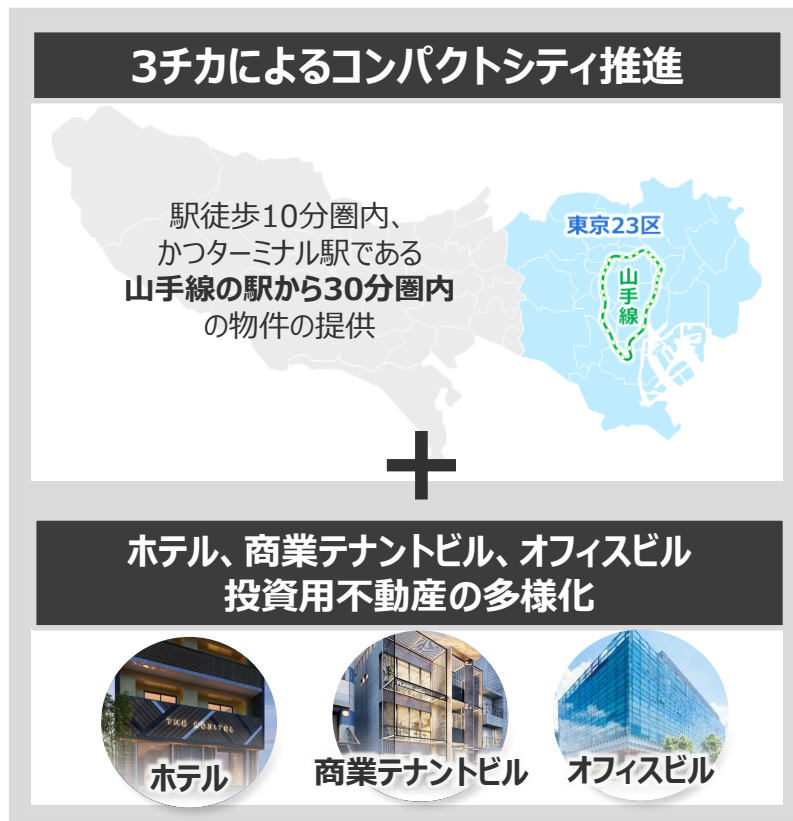 3チカによるコンパクトシティ推進
駅徒歩10分圏内、
かつターミナル駅である
山手線の駅から30分圏内
の物件の提供
東京23区
山手線
+
ホテル、商業テナントビル、オフィスビル
投資用不動産の多様化
ホテル
商業テナントビル
オフィスビル